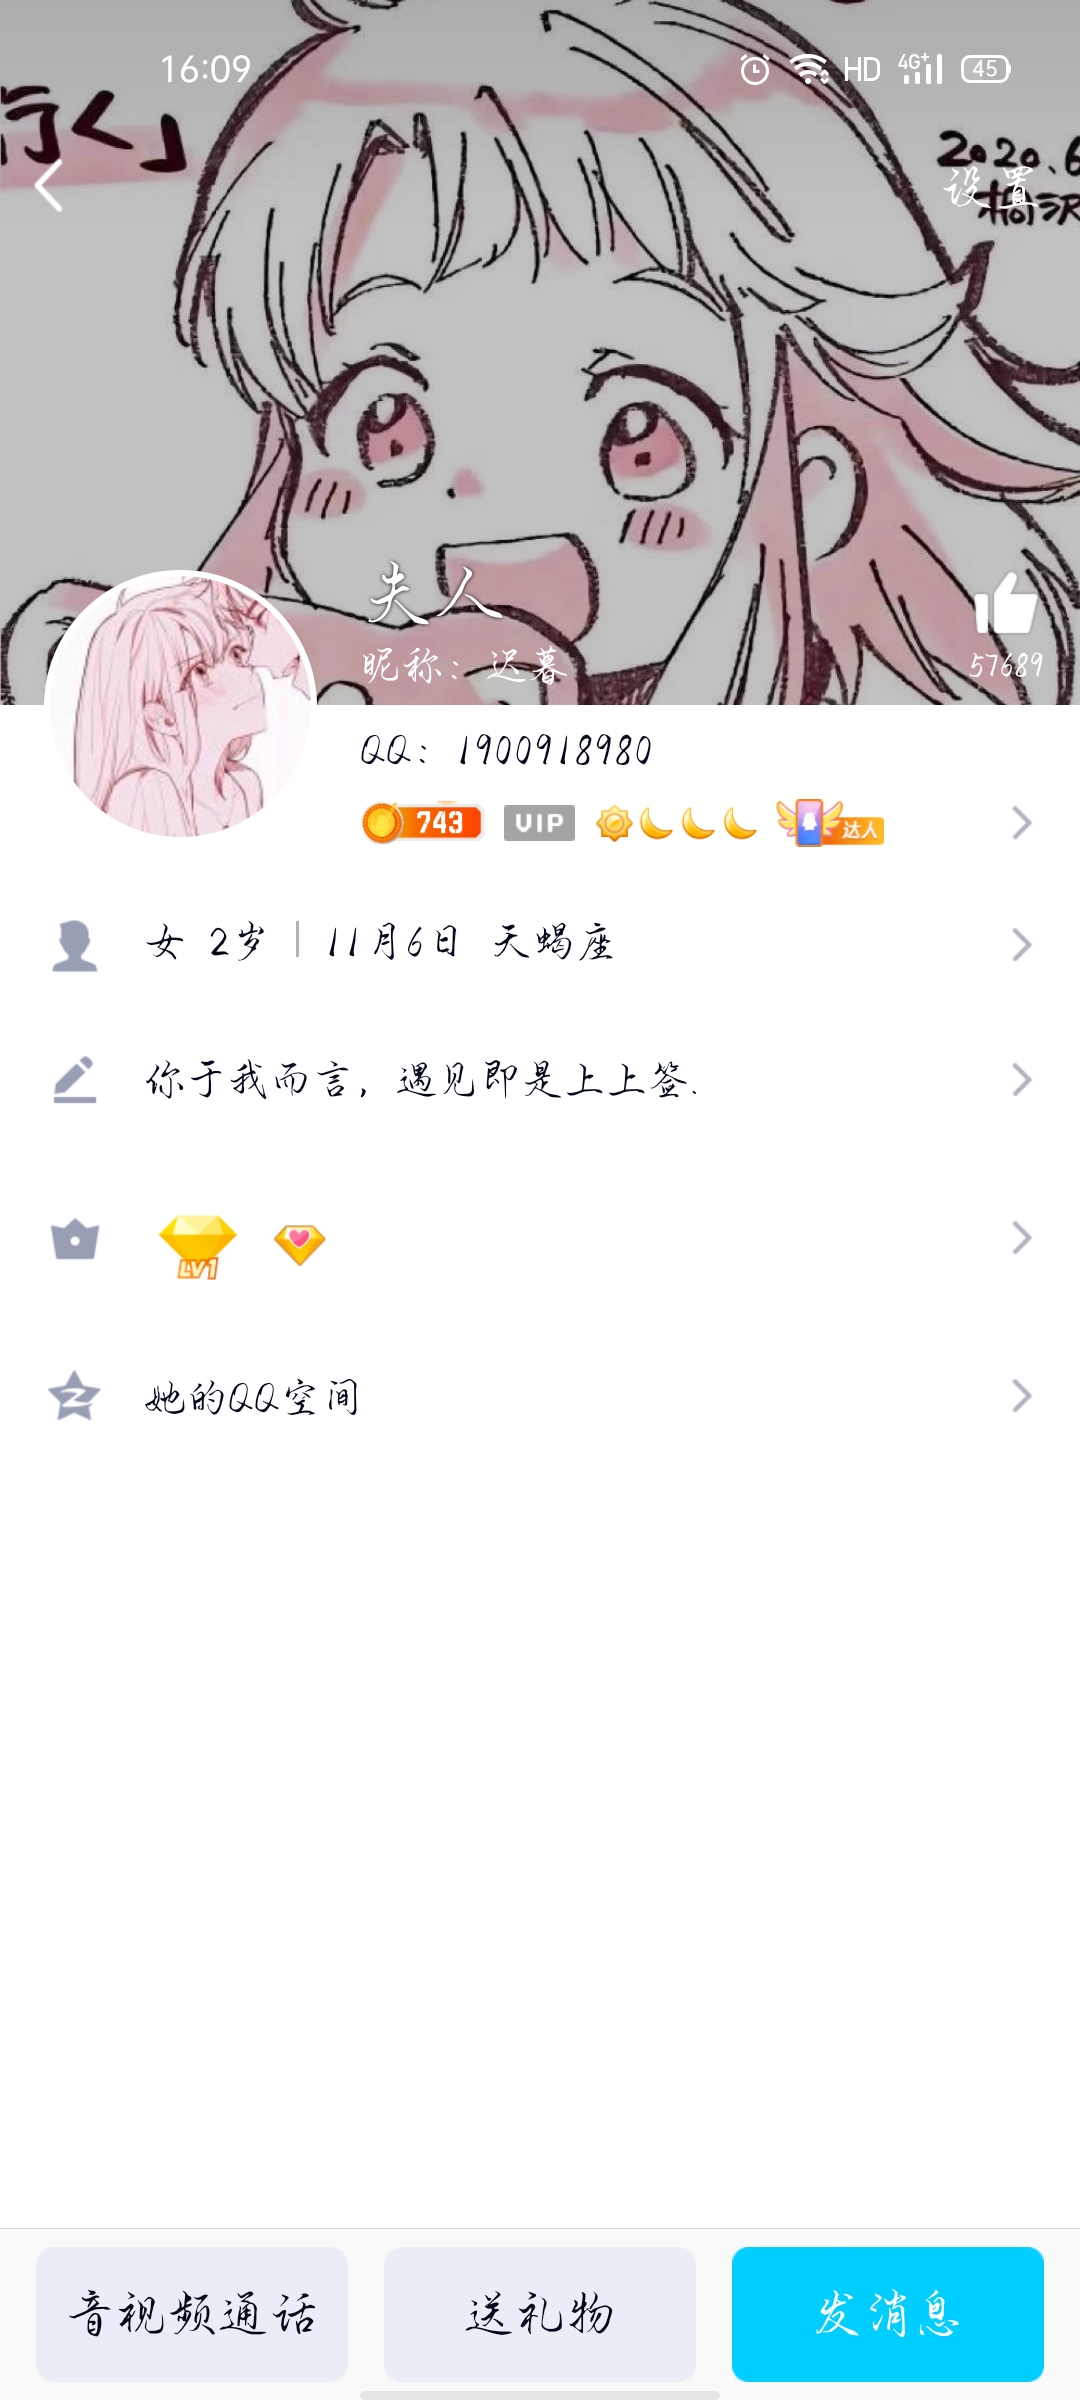 16:09 HD 4G+ 45
行く」
2020.6
设置
夫人
昵称：迟暮
57689
QQ：1900918980
743 VIP 达人
女 2岁 | 11月6日 天蝎座
你于我而言，遇见即是上上签.
LV1
她的QQ空间
音视频通话 送礼物 发消息